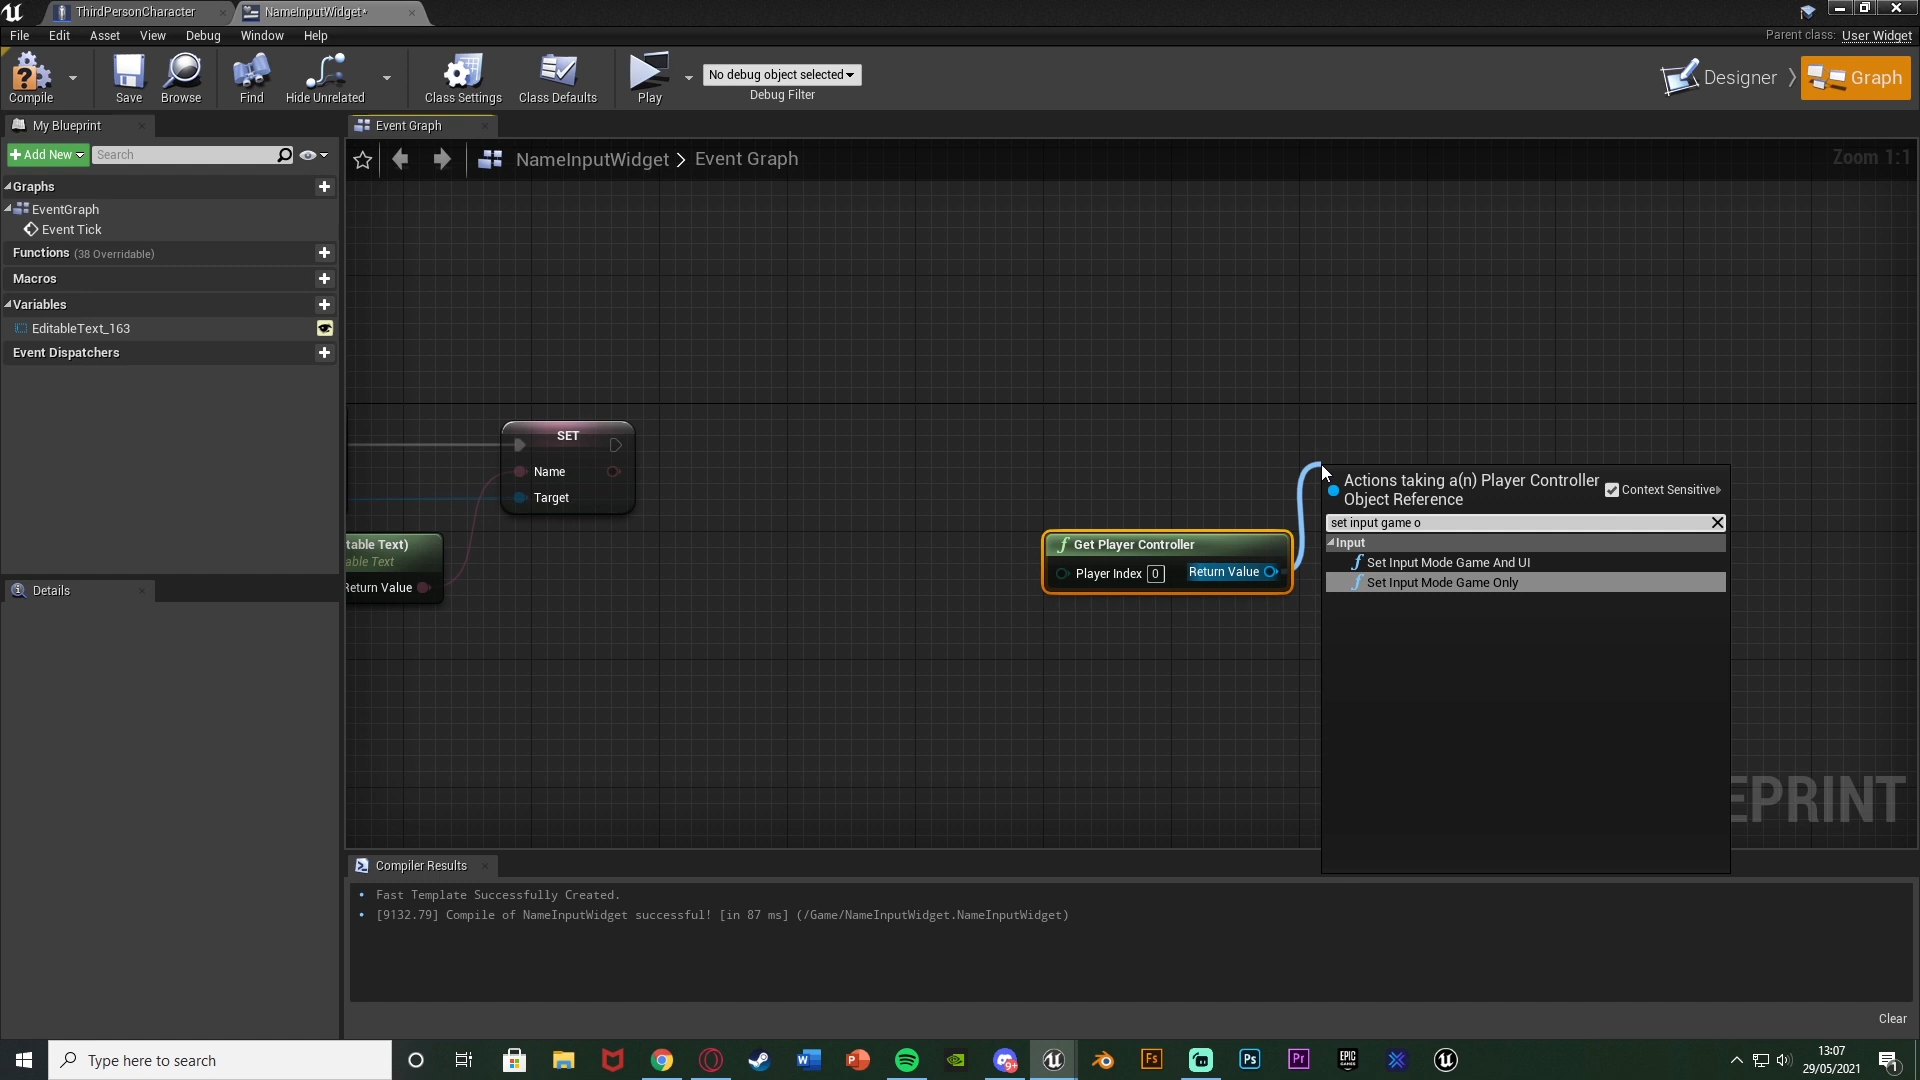 ThirdPersonCharacter
NameInputWidget*
File Edit Asset View Debug Window Help
Parent class: User Widget
Compile
Save
Browse
Find
Hide Unrelated
Class Settings
Class Defaults
Play
No debug object selected
Debug Filter
Designer
Graph
My Blueprint
Add New
Search
Graphs
EventGraph
Event Tick
Functions (38 Overridable)
Macros
Variables
EditableText_163
Event Dispatchers
Details
Event Graph
NameInputWidget > Event Graph
Zoom 1:1
SET
Name
Target
table Text)
able Text
Return Value
Get Player Controller
Player Index 0
Return Value
Actions taking a(n) Player Controller
Object Reference
Context Sensitive
set input game o
Input
Set Input Mode Game And UI
Set Input Mode Game Only
EPRINT
Compiler Results
Fast Template Successfully Created.
[9132.79] Compile of NameInputWidget successful! [in 87 ms] (/Game/NameInputWidget.NameInputWidget)
Clear
Type here to search
13:07
29/05/2021